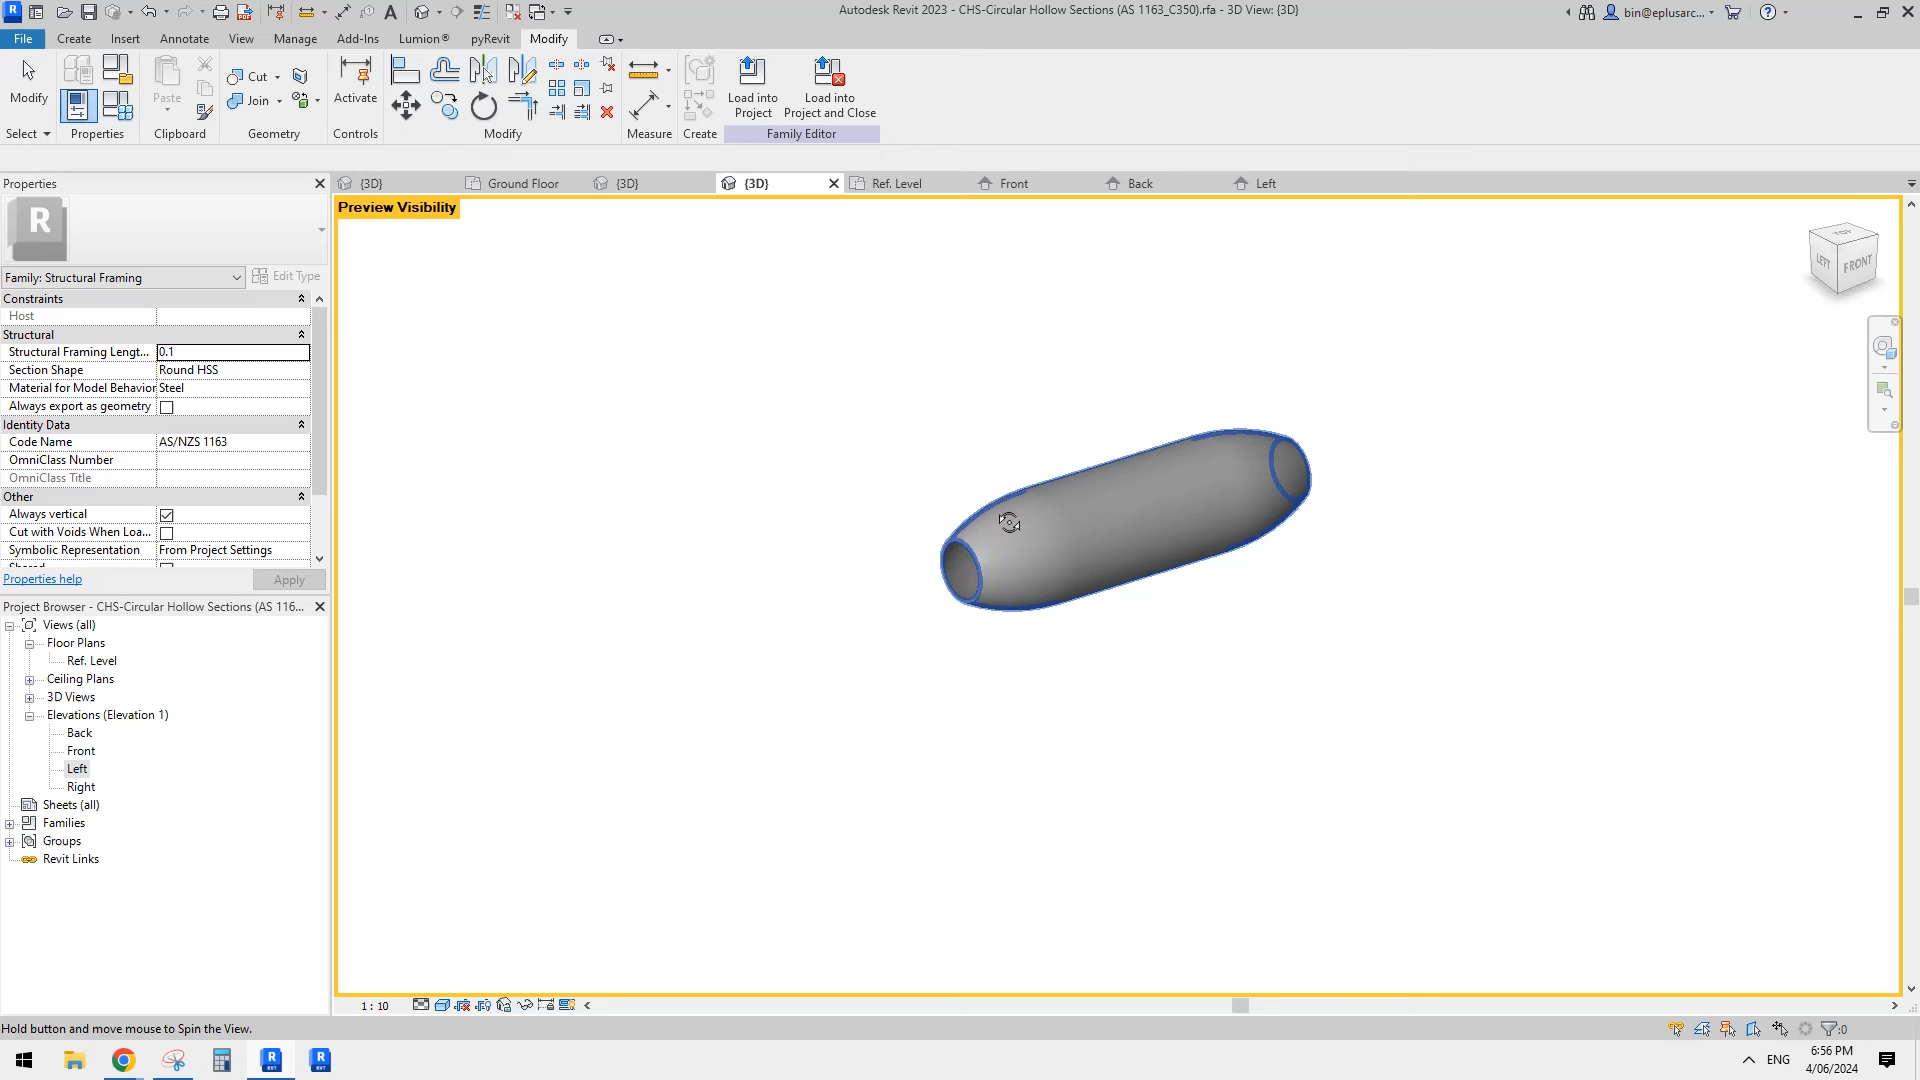 Autodesk Revit 2023 - CHS-Circular Hollow Sections (AS 1163_C350).rfa - 3D View: {3D}
bin@eplusarc...
File Create Insert Annotate View Manage Add-Ins Lumion® pyRevit Modify
Modify
Paste
Cut
Join
Activate
Load into
Project
Load into
Project and Close
Select Properties Clipboard Geometry Controls Modify Measure Create Family Editor
Properties
{3D} Ground Floor {3D} {3D} Ref. Level Front Back Left
Preview Visibility
R
TOP
LEFT
FRONT
Family: Structural Framing
Edit Type
Constraints
Host
Structural
Structural Framing Lengt... 0.1
Section Shape Round HSS
Material for Model Behavior Steel
Always export as geometry
Identity Data
Code Name AS/NZS 1163
OmniClass Number
OmniClass Title
Other
Always vertical
Cut with Voids When Loa...
Symbolic Representation From Project Settings
Shared
Properties help
Apply
Project Browser - CHS-Circular Hollow Sections (AS 116...
Views (all)
Floor Plans
Ref. Level
Ceiling Plans
3D Views
Elevations (Elevation 1)
Back
Front
Left
Right
Sheets (all)
Families
Groups
Revit Links
1 : 10
Hold button and move mouse to Spin the View.
:0
ENG
6:56 PM
4/06/2024